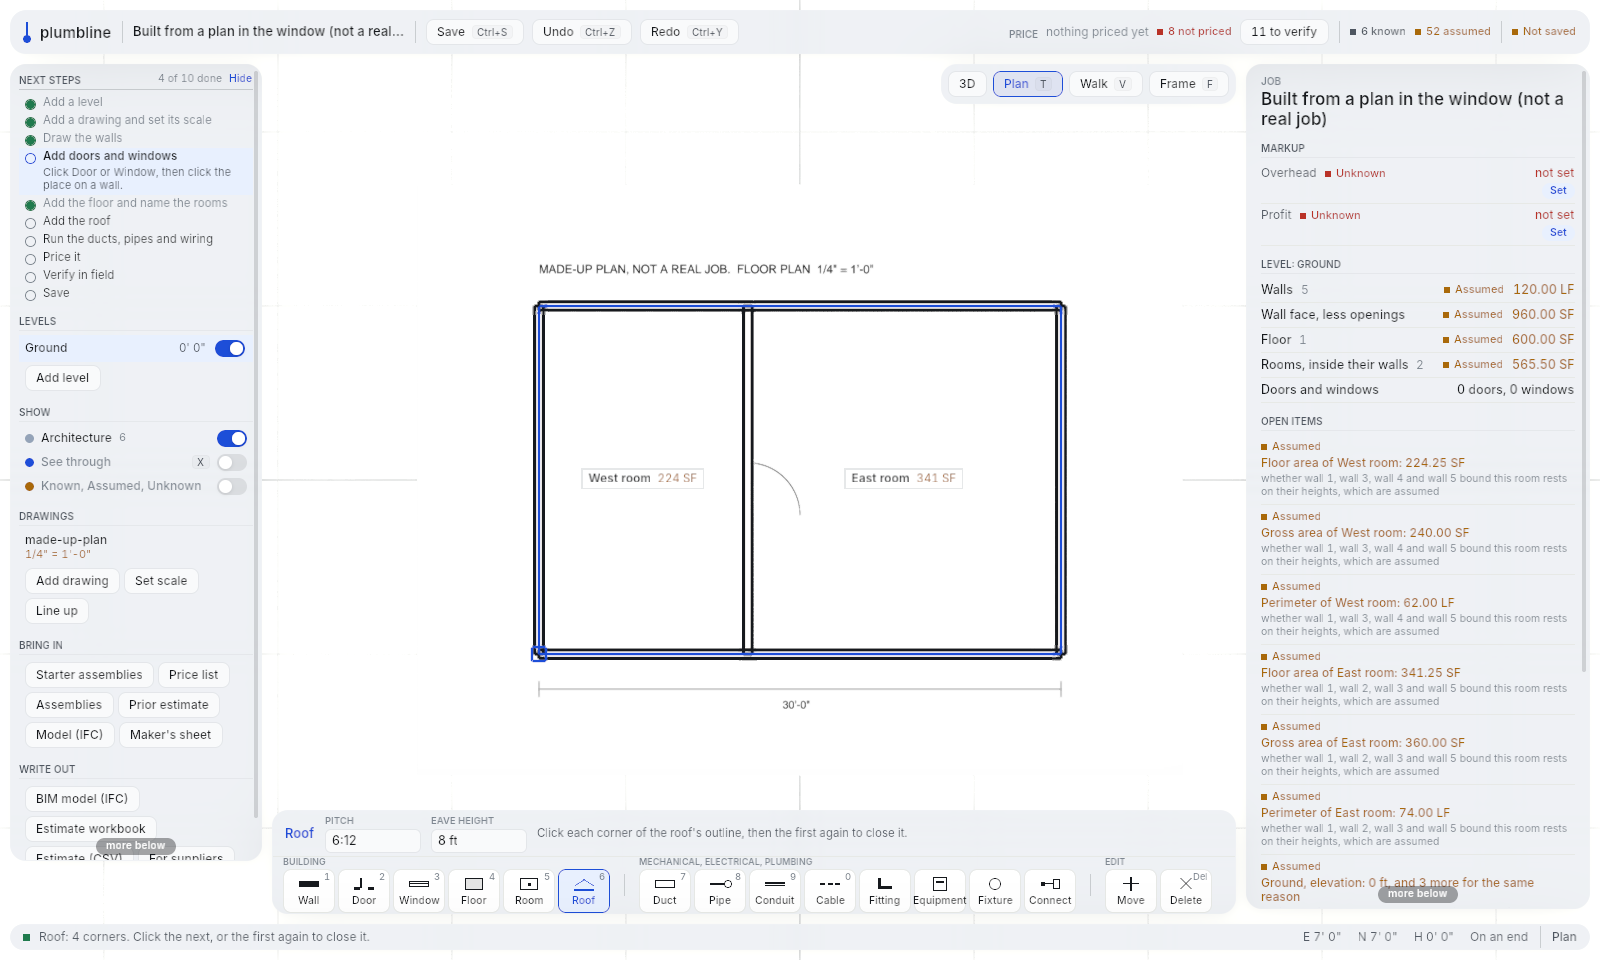 plumbline
Built from a plan in the window (not a real...
Save Ctrl+S
Undo Ctrl+Z
Redo Ctrl+Y
PRICE nothing priced yet 8 not priced
11 to verify
6 known 52 assumed
Not saved
NEXT STEPS 4 of 10 done Hide
Add a level
Add a drawing and set its scale
Draw the walls
Add doors and windows
Click Door or Window, then click the
place on a wall.
Add the floor and name the rooms
Add the roof
Run the ducts, pipes and wiring
Price it
Verify in field
Save
LEVELS
Ground 0' 0"
Add level
SHOW
Architecture 6
See through X
Known, Assumed, Unknown
DRAWINGS
made-up-plan
1/4" = 1'-0"
Add drawing Set scale
Line up
BRING IN
Starter assemblies Price list
Assemblies Prior estimate
Model (IFC) Maker's sheet
WRITE OUT
BIM model (IFC)
Estimate workbook
more below
Estimate (CSV) For suppliers
3D
Plan T
Walk V
Frame F
MADE-UP PLAN, NOT A REAL JOB. FLOOR PLAN 1/4" = 1'-0"
West room 224 SF
East room 341 SF
30'-0"
Roof
PITCH
6:12
EAVE HEIGHT
8 ft
Click each corner of the roof's outline, then the first again to close it.
BUILDING
Wall 1
Door 2
Window 3
Floor 4
Room 5
Roof 6
MECHANICAL, ELECTRICAL, PLUMBING
Duct 7
Pipe 8
Conduit 9
Cable 0
Fitting
Equipment
Fixture
Connect
EDIT
Move
Delete Del
JOB
Built from a plan in the window (not a
real job)
MARKUP
Overhead Unknown not set
Set
Profit Unknown not set
Set
LEVEL: GROUND
Walls 5 Assumed 120.00 LF
Wall face, less openings Assumed 960.00 SF
Floor 1 Assumed 600.00 SF
Rooms, inside their walls 2 Assumed 565.50 SF
Doors and windows 0 doors, 0 windows
OPEN ITEMS
Assumed
Floor area of West room: 224.25 SF
whether wall 1, wall 3, wall 4 and wall 5 bound this room rests
on their heights, which are assumed
Assumed
Gross area of West room: 240.00 SF
whether wall 1, wall 3, wall 4 and wall 5 bound this room rests
on their heights, which are assumed
Assumed
Perimeter of West room: 62.00 LF
whether wall 1, wall 3, wall 4 and wall 5 bound this room rests
on their heights, which are assumed
Assumed
Floor area of East room: 341.25 SF
whether wall 1, wall 2, wall 3 and wall 5 bound this room rests
on their heights, which are assumed
Assumed
Gross area of East room: 360.00 SF
whether wall 1, wall 2, wall 3 and wall 5 bound this room rests
on their heights, which are assumed
Assumed
Perimeter of East room: 74.00 LF
whether wall 1, wall 2, wall 3 and wall 5 bound this room rests
on their heights, which are assumed
Assumed
Ground, elevation: 0 ft, and 3 more for the same
reason
more below
Roof: 4 corners. Click the next, or the first again to close it.
E 7' 0" N 7' 0" H 0' 0" On an end Plan